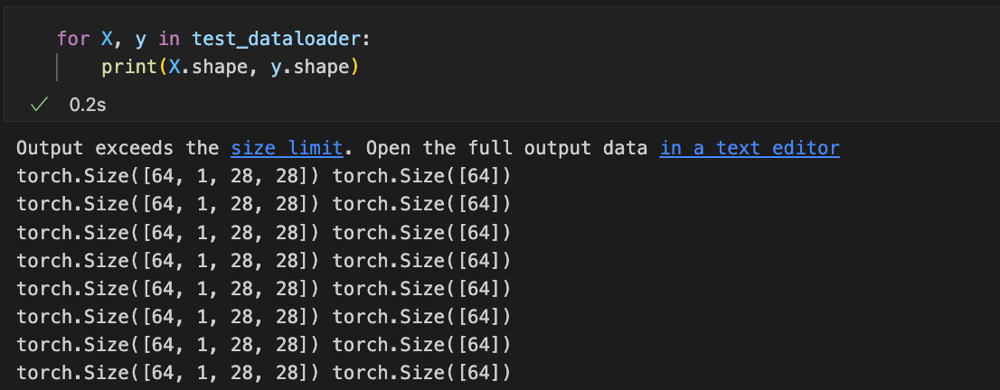 for X, y in test_dataloader:
    print(X.shape, y.shape)
✓ 0.2s
Output exceeds the size limit. Open the full output data in a text editor
torch.Size([64, 1, 28, 28]) torch.Size([64])
torch.Size([64, 1, 28, 28]) torch.Size([64])
torch.Size([64, 1, 28, 28]) torch.Size([64])
torch.Size([64, 1, 28, 28]) torch.Size([64])
torch.Size([64, 1, 28, 28]) torch.Size([64])
torch.Size([64, 1, 28, 28]) torch.Size([64])
torch.Size([64, 1, 28, 28]) torch.Size([64])
torch.Size([64, 1, 28, 28]) torch.Size([64])